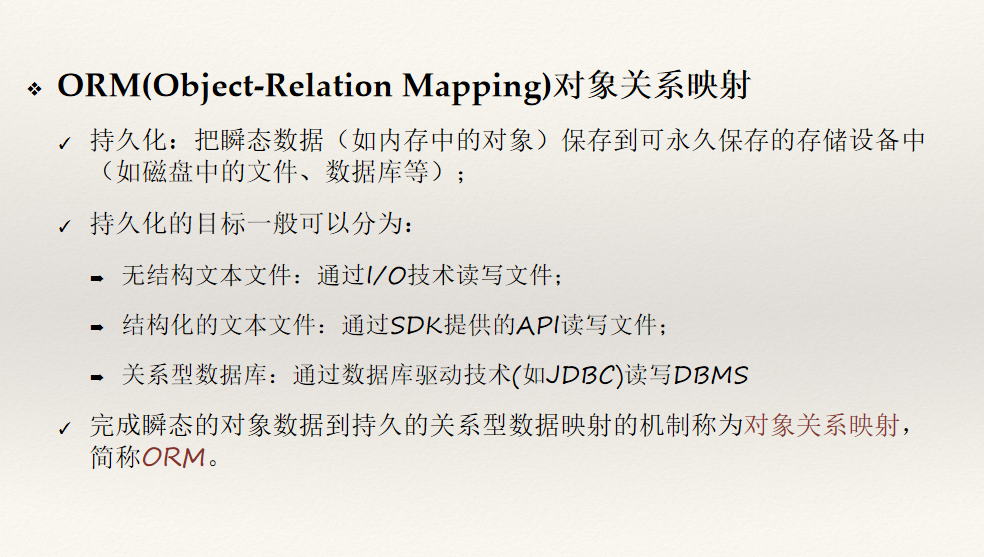 ORM(Object-Relation Mapping)对象关系映射
持久化：把瞬态数据（如内存中的对象）保存到可永久保存的存储设备中
（如磁盘中的文件、数据库等）；
持久化的目标一般可以分为：
无结构文本文件：通过I/O技术读写文件；
结构化的文本文件：通过SDK提供的API读写文件；
关系型数据库：通过数据库驱动技术(如JDBC)读写DBMS
完成瞬态的对象数据到持久的关系型数据映射的机制称为对象关系映射，
简称ORM。